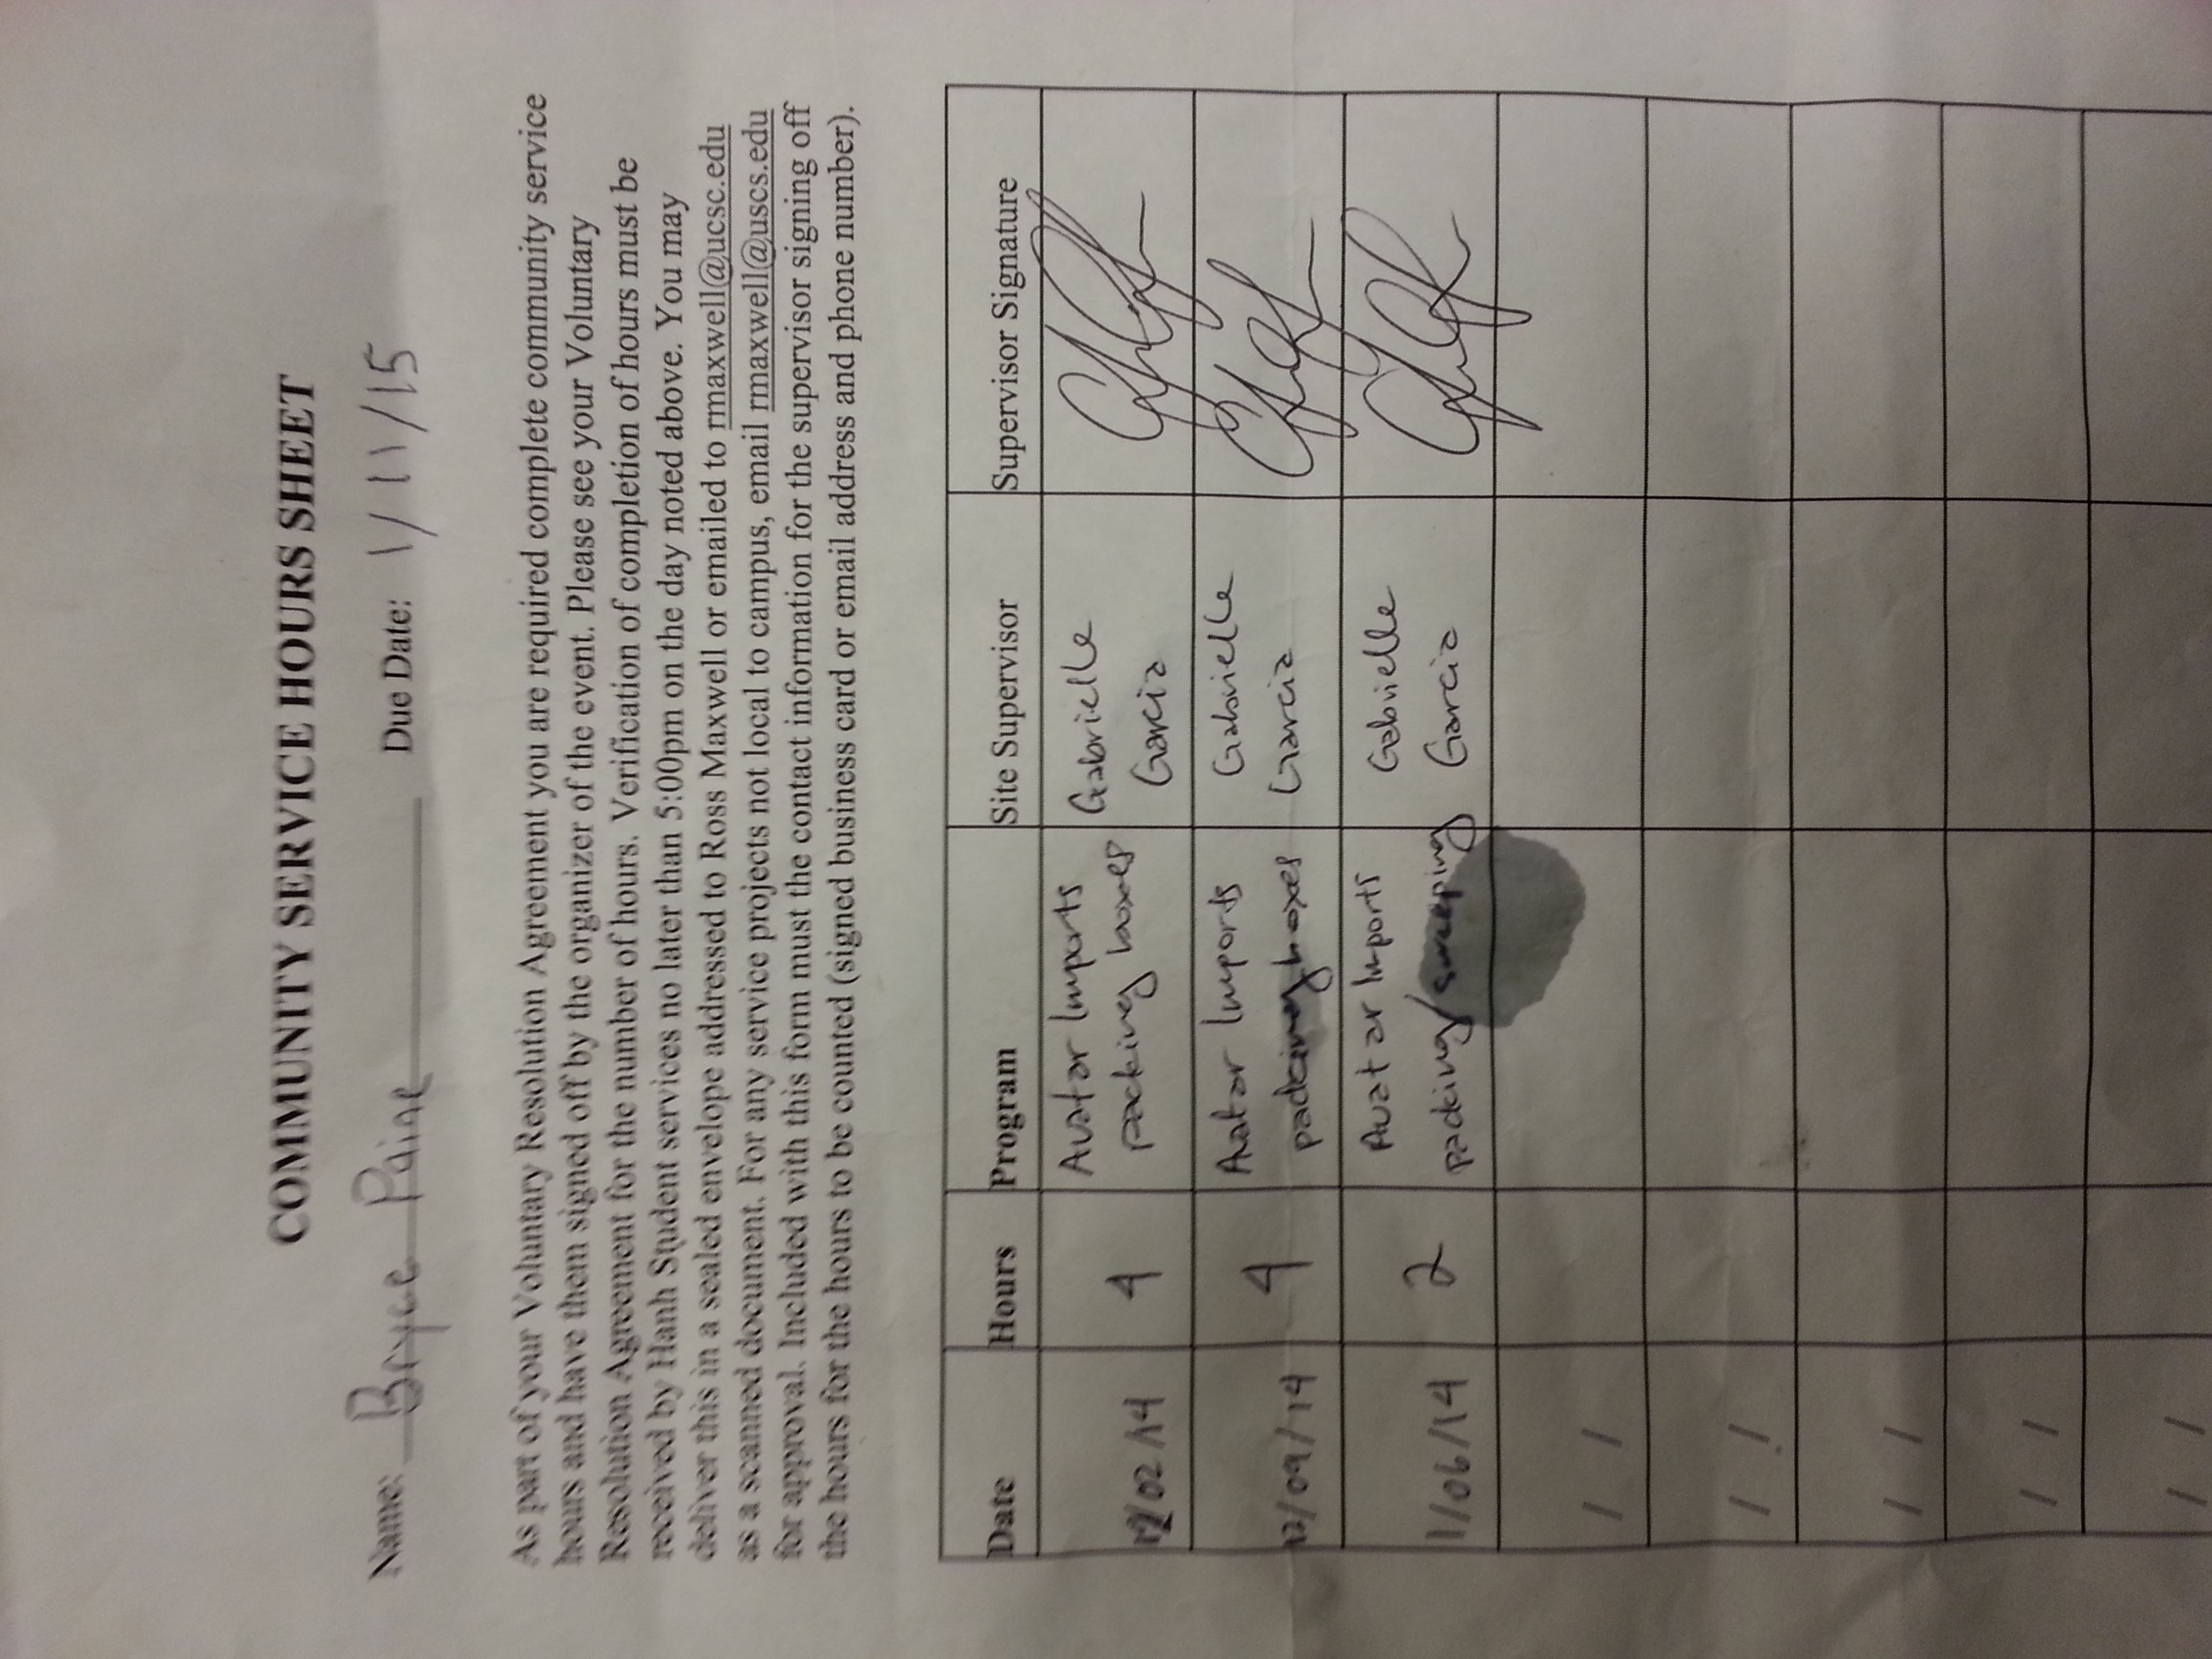 COMMUNITY SERVICE HOURS SHEET
Name: Bryce Paine Due Date: 1/11/15
As part of your Voluntary Resolution Agreement you are required complete community service
hours and have them signed off by the organizer of the event. Please see your Voluntary
Resolution Agreement for the number of hours. Verification of completion of hours must be
received by Hanh Student services no later than 5:00pm on the day noted above. You may
deliver this in a sealed envelope addressed to Ross Maxwell or emailed to rmaxwell@ucsc.edu
as a scanned document. For any service projects not local to campus, email rmaxwell@uscs.edu
for approval. Included with this form must the contact information for the supervisor signing off
the hours for the hours to be counted (signed business card or email address and phone number).
Date Hours Program Site Supervisor Supervisor Signature
Avatar Imports Gabrielle
12/02/14 4 packing boxes Garcia
Avatar Imports Gabrielle
12/09/14 4 packing boxes Garcia
Avatar Imports Gabrielle
1/06/14 2 packing/sweeping Garcia
/ /
/ /
/ /
/ /
/ /